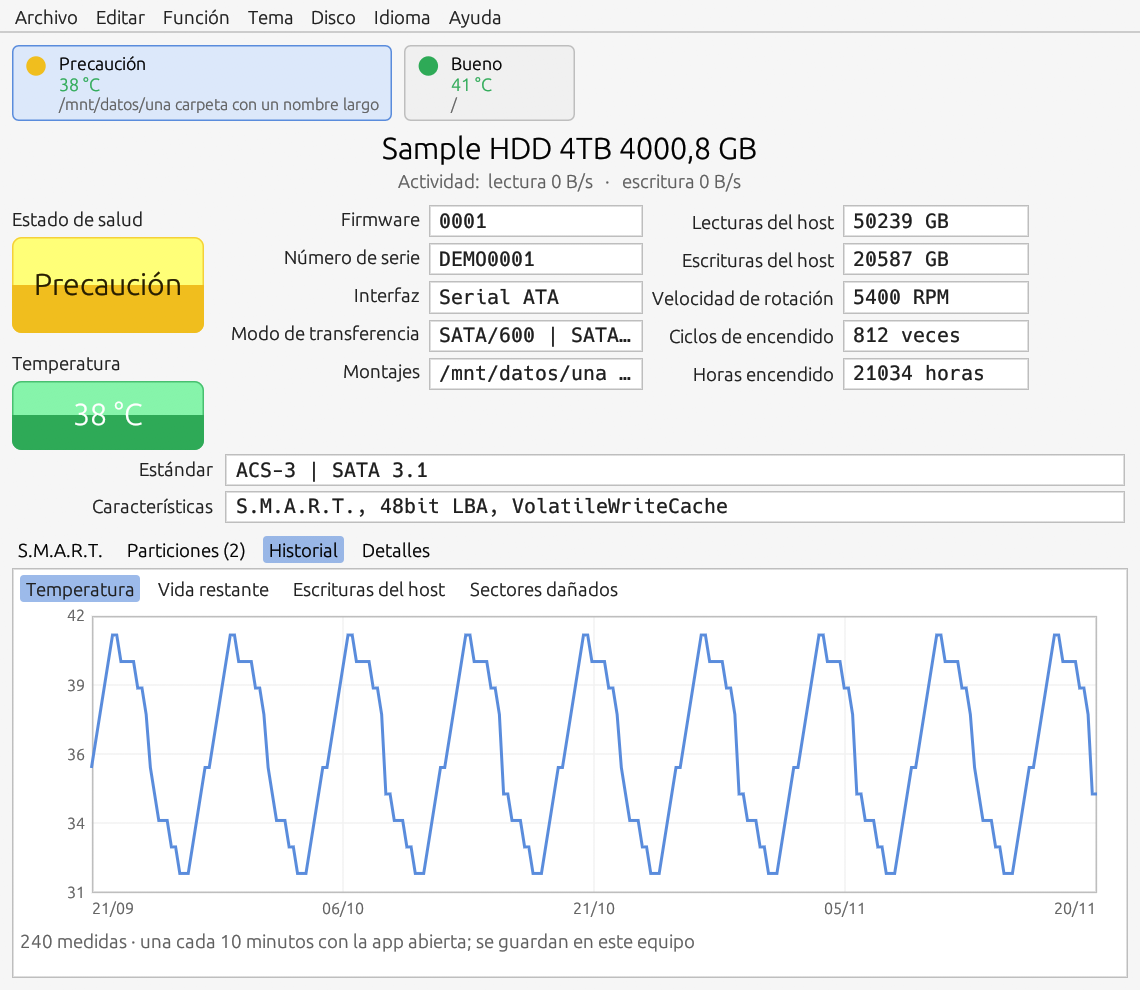 Archivo Editar Función Tema Disco Idioma Ayuda
Precaución
38 °C
/mnt/datos/una carpeta con un nombre largo
Bueno
41 °C
/
Sample HDD 4TB 4000,8 GB
Actividad: lectura 0 B/s · escritura 0 B/s
Estado de salud
Precaución
Temperatura
38 °C
Firmware 0001
Número de serie DEMO0001
Interfaz Serial ATA
Modo de transferencia SATA/600 | SATA…
Montajes /mnt/datos/una …
Lecturas del host 50239 GB
Escrituras del host 20587 GB
Velocidad de rotación 5400 RPM
Ciclos de encendido 812 veces
Horas encendido 21034 horas
Estándar ACS-3 | SATA 3.1
Características S.M.A.R.T., 48bit LBA, VolatileWriteCache
S.M.A.R.T. Particiones (2) Historial Detalles
Temperatura Vida restante Escrituras del host Sectores dañados
42
39
36
34
31
21/09 06/10 21/10 05/11 20/11
240 medidas · una cada 10 minutos con la app abierta; se guardan en este equipo